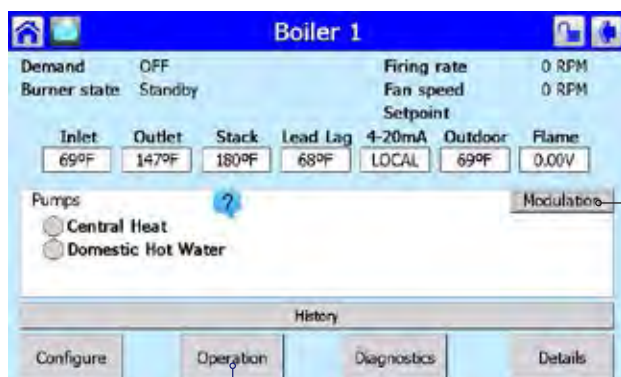 Boiler 1
Demand OFF Firing rate 0 RPM
Burner state Standby Fan speed 0 RPM
Setpoint
Inlet Outlet Stack Lead Lag 4-20mA Outdoor Flame
69ºF 147ºF 180ºF 68ºF LOCAL 69ºF 0.00V
Pumps ? Modulation
Central Heat
Domestic Hot Water
History
Configure Operation Diagnostics Details